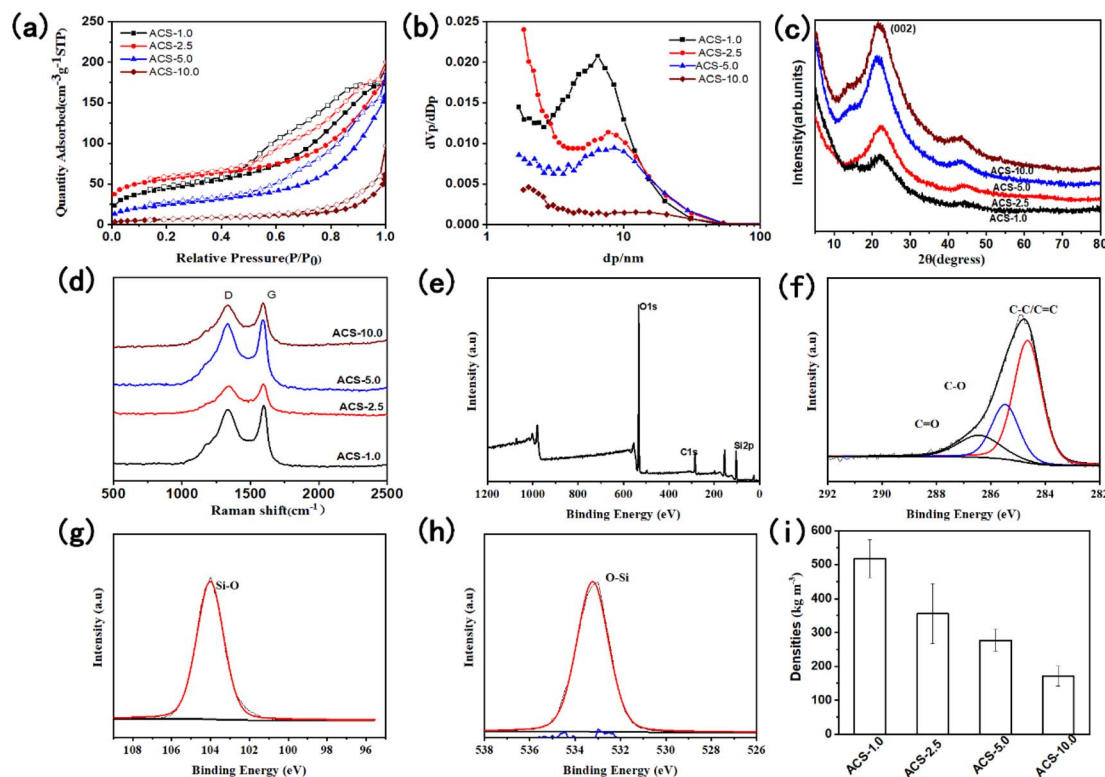 (a)
ACS-1.0
ACS-2.5
ACS-5.0
ACS-10.0
Quantity Adsorbed(cm-3g-1STP)
250
200
150
100
50
0
0.0 0.2 0.4 0.6 0.8 1.0
Relative Pressure(P/P0)
(b)
ACS-1.0
ACS-2.5
ACS-5.0
ACS-10.0
dVp/dDp
0.025
0.020
0.015
0.010
0.005
0.000
1 10 100
dp/nm
(c)
(002)
Intensity(arb.units)
ACS-10.0
ACS-5.0
ACS-2.5
ACS-1.0
10 20 30 40 50 60 70 80
2θ(degress)
(d)
D G
Intensity (a.u)
ACS-10.0
ACS-5.0
ACS-2.5
ACS-1.0
500 1000 1500 2000 2500
Raman shift(cm-1)
(e)
O1s
C1s
Si2p
Intensity (a.u)
1200 1000 800 600 400 200 0
Binding Energy (eV)
(f)
C-C/C=C
C-O
C=O
Intensity (a.u)
292 290 288 286 284 282
Binding Energy (eV)
(g)
Si-O
Intensity (a.u)
104 102 100 98 96
Binding Energy (eV)
(h)
O-Si
Intensity (a.u)
538 536 534 532 530 528 526
Binding Energy (eV)
(i)
Densities (kg m-3)
600
500
400
300
200
100
0
ACS-1.0
ACS-2.5
ACS-5.0
ACS-10.0